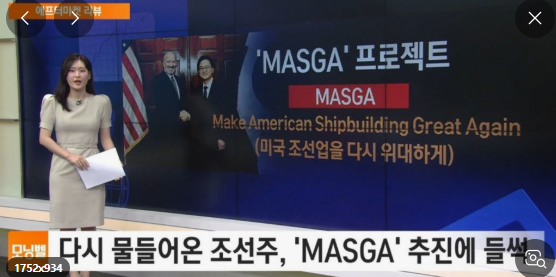 애프터마켓 리뷰
'MASGA' 프로젝트
MASGA
Make American Shipbuilding Great Again
(미국 조선업을 다시 위대하게)
모닝벨
다시 물들어온 조선주, 'MASGA' 추진에 들썩
1752x934